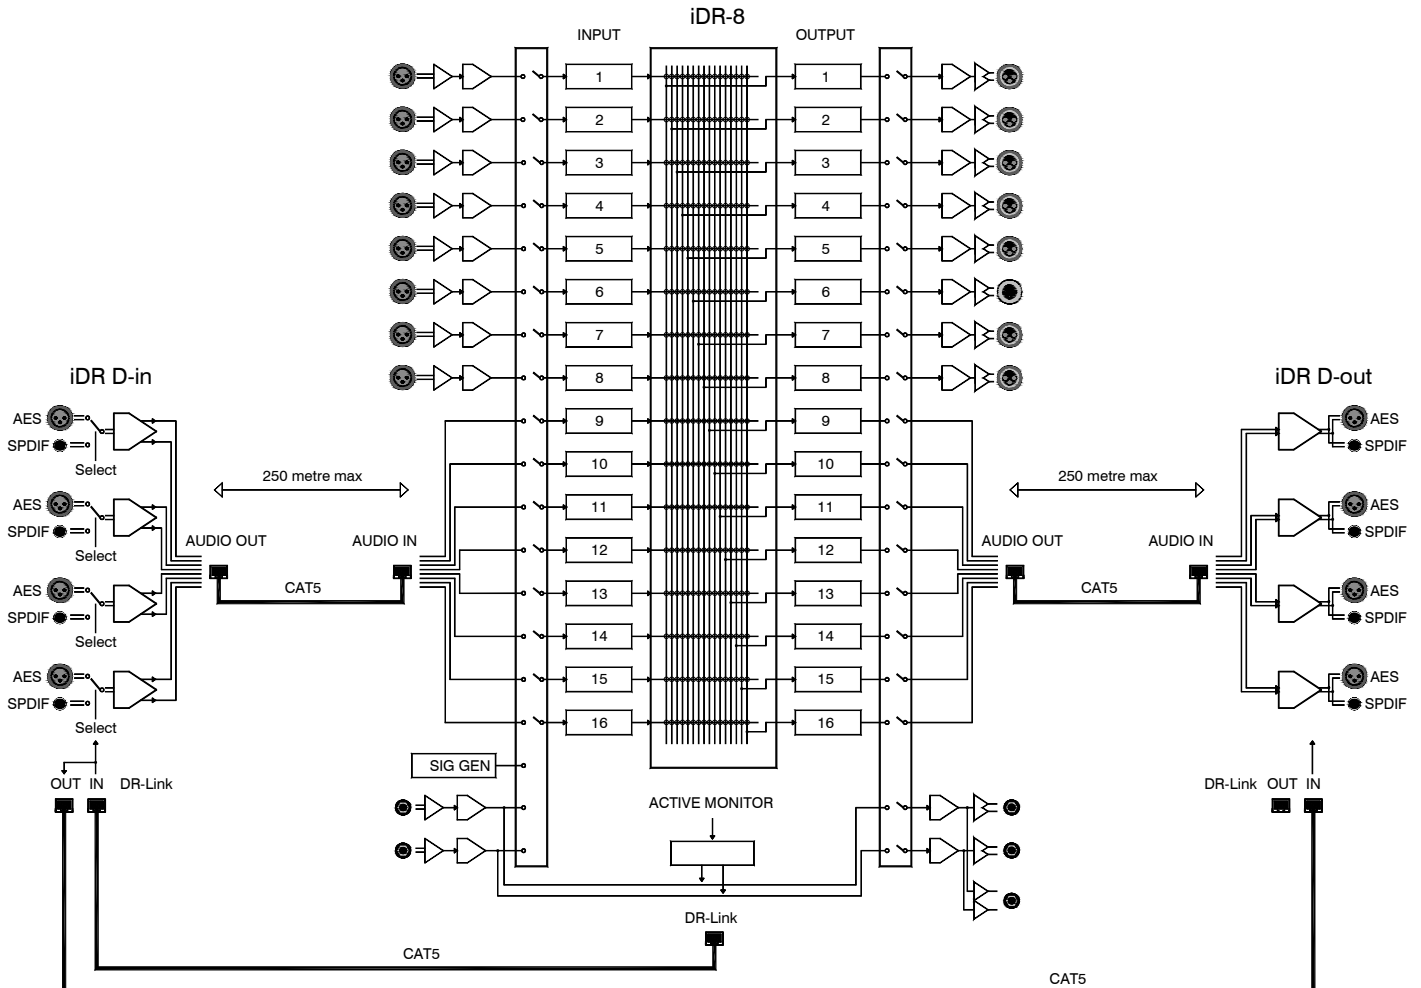 iDR-8
INPUT
OUTPUT
1
1
2
2
3
3
4
4
5
5
6
6
7
7
8
8
iDR D-in
iDR D-out
AES
SPDIF
Select
AES
SPDIF
Select
AES
SPDIF
Select
AES
SPDIF
Select
250 metre max
AUDIO OUT
AUDIO IN
CAT5
9
9
10
10
11
11
12
12
13
13
14
14
15
15
16
16
250 metre max
AUDIO OUT
AUDIO IN
CAT5
AES
SPDIF
AES
SPDIF
AES
SPDIF
AES
SPDIF
SIG GEN
OUT IN DR-Link
ACTIVE MONITOR
DR-Link OUT IN
DR-Link
CAT5
CAT5